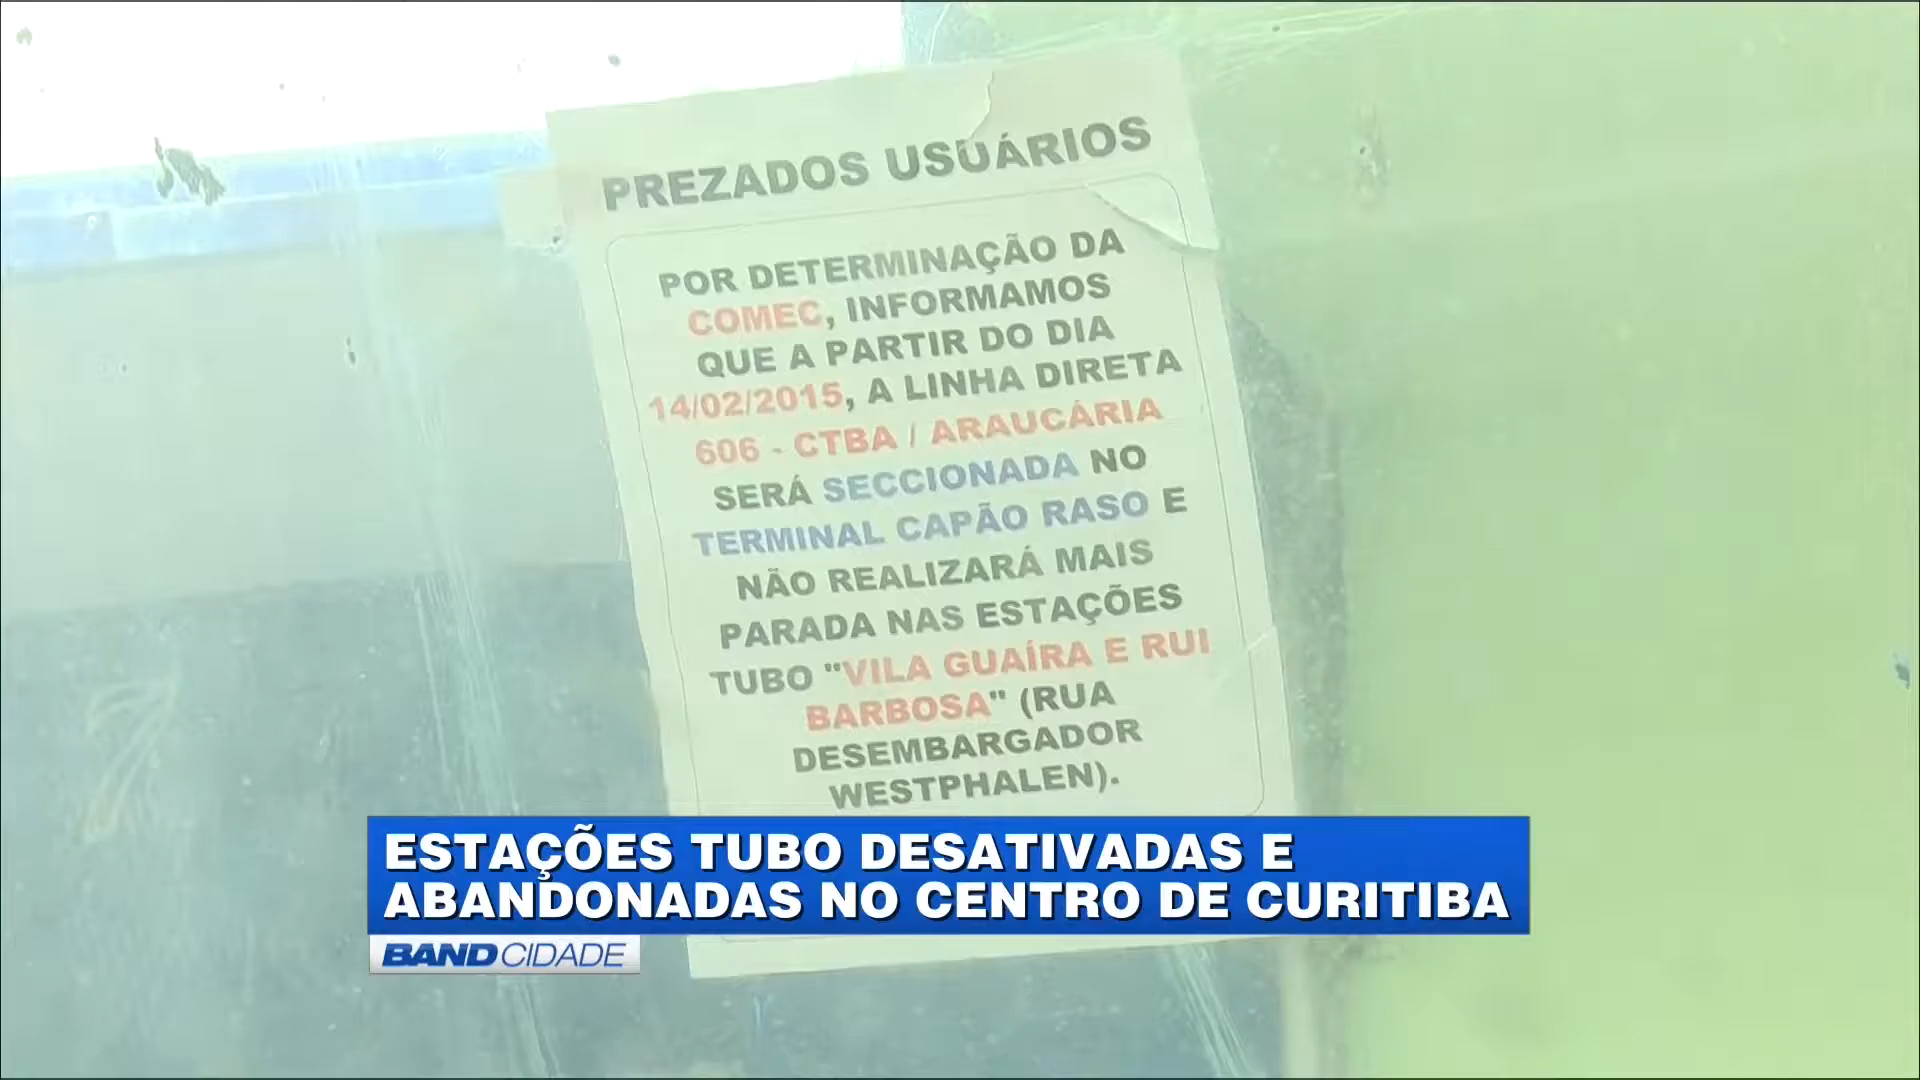 PREZADOS USUÁRIOS
POR DETERMINAÇÃO DA
COMEC, INFORMAMOS
QUE A PARTIR DO DIA
14/02/2015, A LINHA DIRETA
606 - CTBA / ARAUCÁRIA
SERÁ SECCIONADA NO
TERMINAL CAPÃO RASO E
NÃO REALIZARÁ MAIS
PARADA NAS ESTAÇÕES
TUBO "VILA GUAÍRA E RUI
BARBOSA" (RUA
DESEMBARGADOR
WESTPHALEN).
ESTAÇÕES TUBO DESATIVADAS E
ABANDONADAS NO CENTRO DE CURITIBA
BAND CIDADE